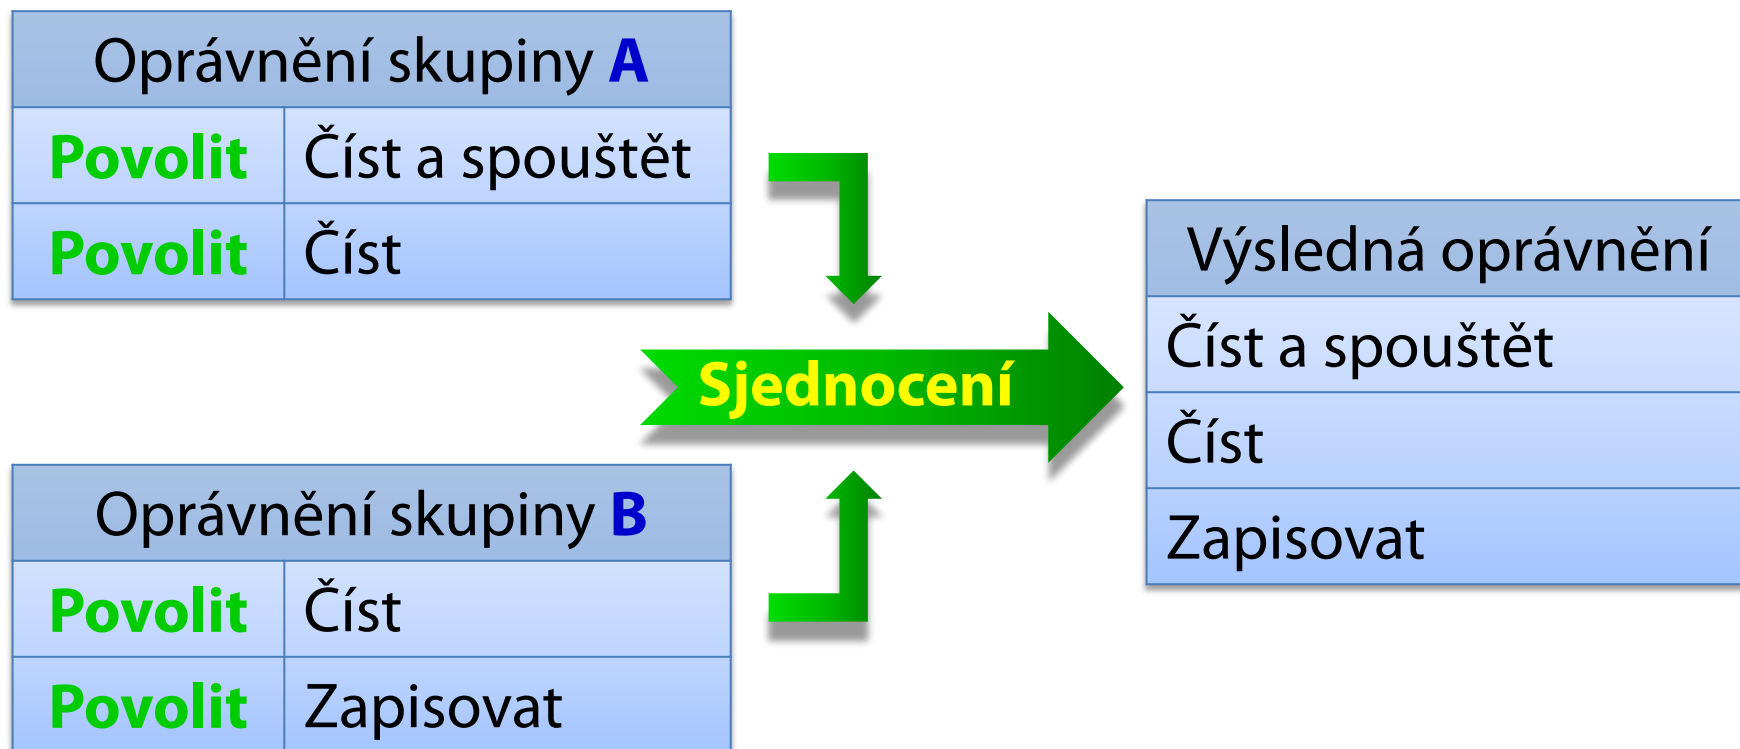 Oprávnění skupiny A
Povolit Číst a spouštět
Povolit Číst
Sjednocení
Oprávnění skupiny B
Povolit Číst
Povolit Zapisovat
Výsledná oprávnění
Číst a spouštět
Číst
Zapisovat